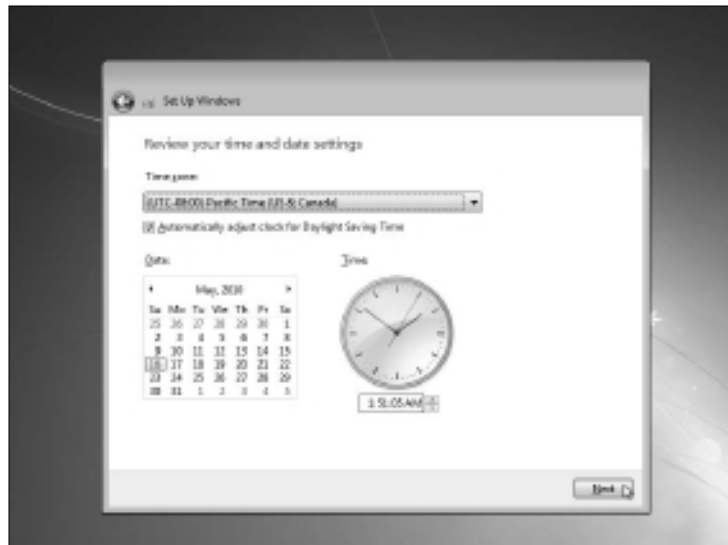 Set Up Windows
Review your time and date settings
Time zone:
(UTC-08:00) Pacific Time (US & Canada)
Automatically adjust clock for Daylight Saving Time
Date:
Time:
May, 2010
Su Mo Tu We Th Fr Sa
25 26 27 28 29 30 1
2 3 4 5 6 7 8
9 10 11 12 13 14 15
16 17 18 19 20 21 22
23 24 25 26 27 28 29
30 31 1 2 3 4 5
1:51:05 AM
Next